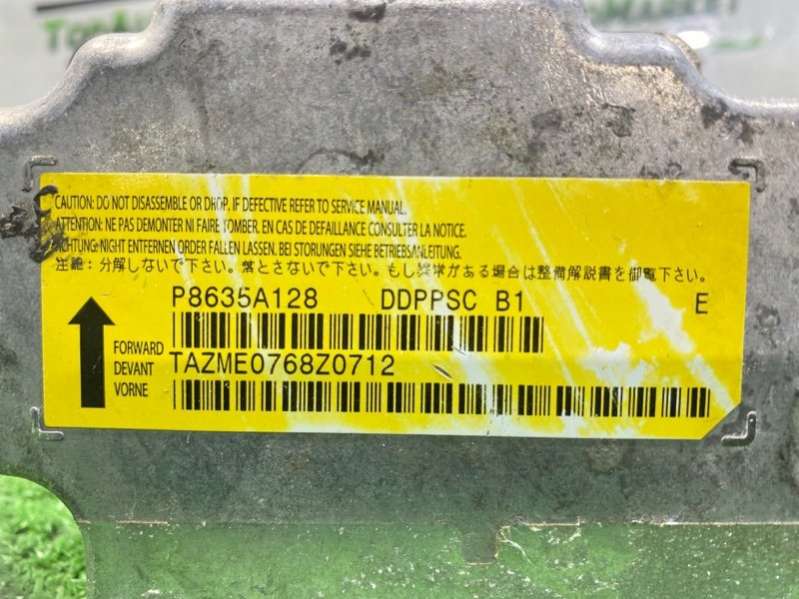 CAUTION: DO NOT DISASSEMBLE OR DROP. IF DEFECTIVE REFER TO SERVICE MANUAL.
ATTENTION: NE PAS DEMONTER NI FAIRE TOMBER. EN CAS DE DEFAILLANCE CONSULTER LA NOTICE.
ACHTUNG: NIGHT ENTFERNEN ORDER FALLEN LASSEN. BEI STORUNGEN SIEHE BETRIEBSANLEITUNG.
注意：分解しないで下さい。落とさないで下さい。もし異常がある場合は整備解説書を御覧下さい。
P8635A128 DDPPSC B1 E
FORWARD
DEVANT
VORNE
TAZME0768Z0712